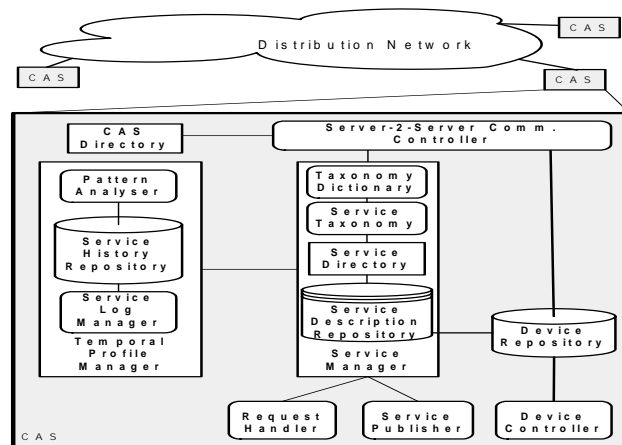 CAS
Distribution Network
CAS
CAS
CAS
Directory
Server-2-Server Comm.
Controller
Pattern
Analyser
Service
History
Repository
Service
Log
Manager
Temporal
Profile
Manager
Taxonomy
Dictionary
Service
Taxonomy
Service
Directory
Service
Description
Repository
Service
Manager
Device
Repository
Request
Handler
Service
Publisher
Device
Controller
CAS